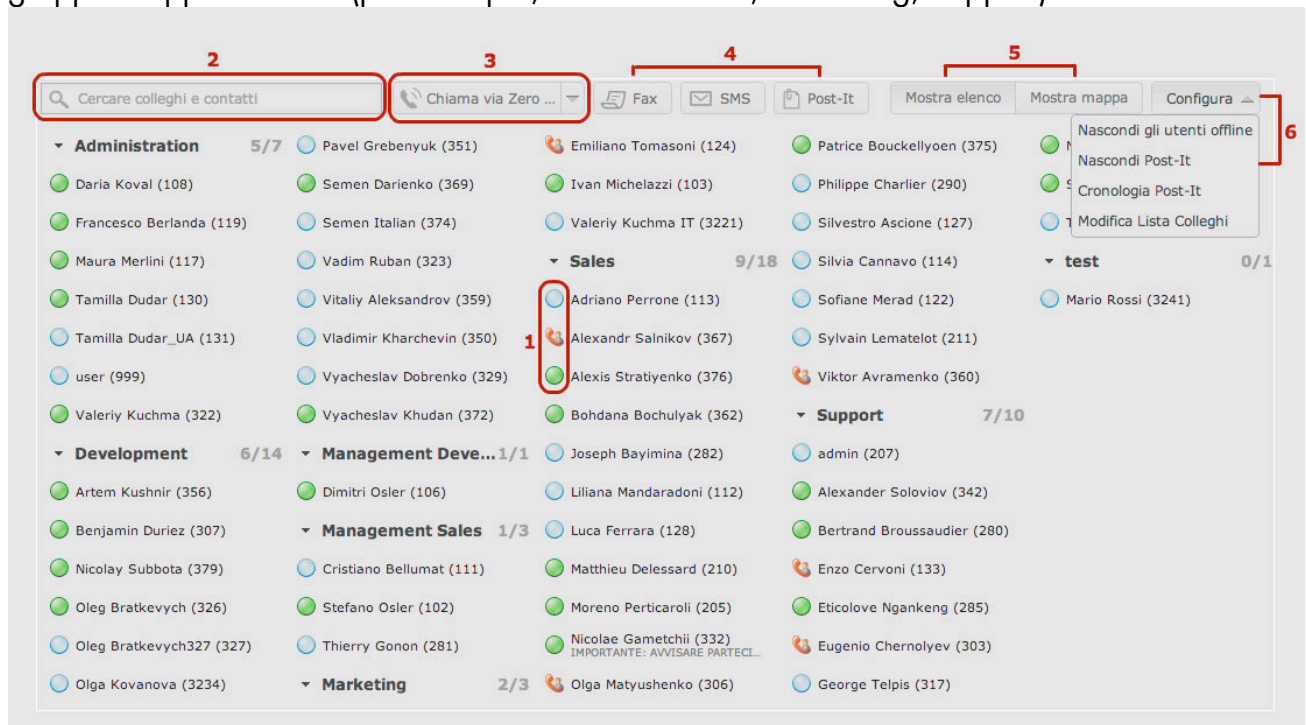 2
3
4
5
Cercare colleghi e contatti
Chiama via Zero ...
Fax
SMS
Post-It
Mostra elenco
Mostra mappa
Configura
6
Nascondi gli utenti offline
Nascondi Post-It
Cronologia Post-It
Modifica Lista Colleghi
Administration 5/7
Daria Koval (108)
Francesco Berlanda (119)
Maura Merlini (117)
Tamilla Dudar (130)
Tamilla Dudar_UA (131)
user (999)
Valeriy Kuchma (322)
Development 6/14
Artem Kushnir (356)
Benjamin Duriez (307)
Nicolay Subbota (379)
Oleg Bratkevych (326)
Oleg Bratkevych327 (327)
Olga Kovanova (3234)
Pavel Grebenyuk (351)
Semen Darienko (369)
Semen Italian (374)
Vadim Ruban (323)
Vitaliy Aleksandrov (359)
Vladimir Kharchevin (350)
Vyacheslav Dobrenko (329)
Vyacheslav Khudan (372)
Management Deve... 1/1
Dimitri Osler (106)
Management Sales 1/3
Cristiano Bellumat (111)
Stefano Osler (102)
Thierry Gonon (281)
Marketing 2/3
Emiliano Tomasoni (124)
Ivan Michelazzi (103)
Valeriy Kuchma IT (3221)
Sales 9/18
Adriano Perrone (113)
1
Alexandr Salnikov (367)
Alexis Stratiyenko (376)
Bohdana Bochulyak (362)
Joseph Bayimina (282)
Liliana Mandaradoni (112)
Luca Ferrara (128)
Matthieu Delessard (210)
Moreno Perticaroli (205)
Nicolae Gametchii (332)
IMPORTANTE: AVVISARE PARTECI...
Olga Matyushenko (306)
Patrice Bouckellyoen (375)
Philippe Charlier (290)
Silvestro Ascione (127)
Silvia Cannavo (114)
Sofiane Merad (122)
Sylvain Lematelot (211)
Viktor Avramenko (360)
Support 7/10
admin (207)
Alexander Soloviov (342)
Bertrand Broussaudier (280)
Enzo Cervoni (133)
Eticolove Ngankeng (285)
Eugenio Chernolyev (303)
George Telpis (317)
test 0/1
Mario Rossi (3241)